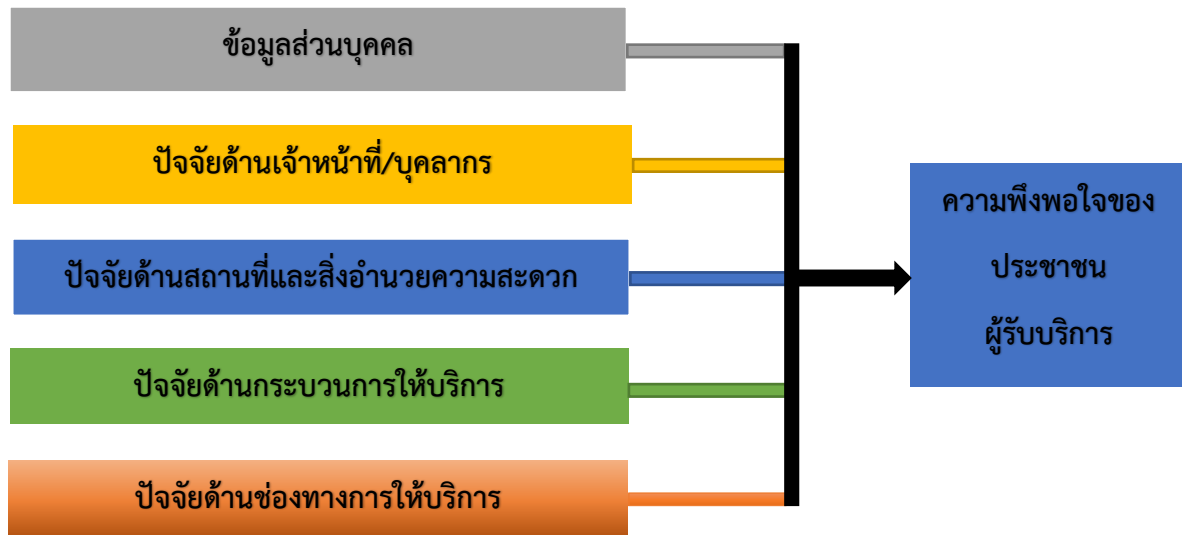 ข้อมูลส่วนบุคคล
ปัจจัยด้านเจ้าหน้าที่/บุคลากร
ปัจจัยด้านสถานที่และสิ่งอำนวยความสะดวก
ปัจจัยด้านกระบวนการให้บริการ
ปัจจัยด้านช่องทางการให้บริการ
ความพึงพอใจของ
ประชาชน
ผู้รับบริการ